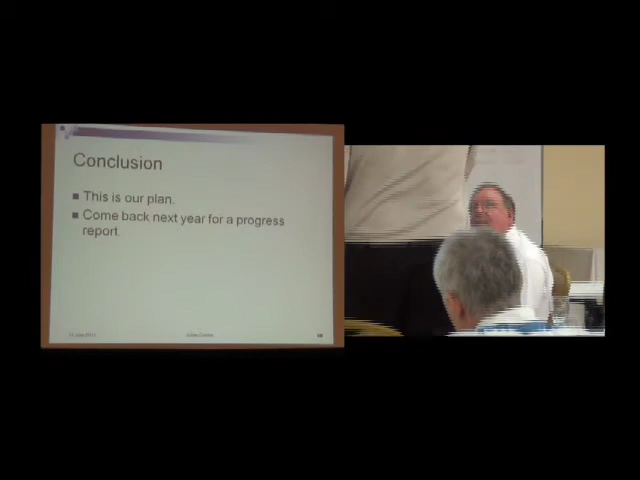 Conclusion
This is our plan.
Come back next year for a progress
report.